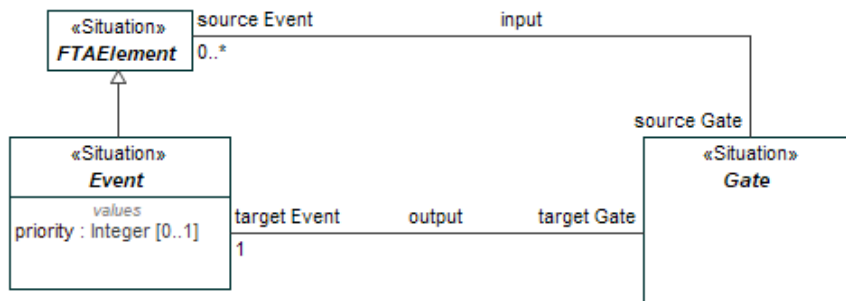 «Situation»
FTAElement
source Event
input
0..*
source Gate
«Situation»
Event
values
priority : Integer [0..1]
target Event
output
target Gate
1
«Situation»
Gate